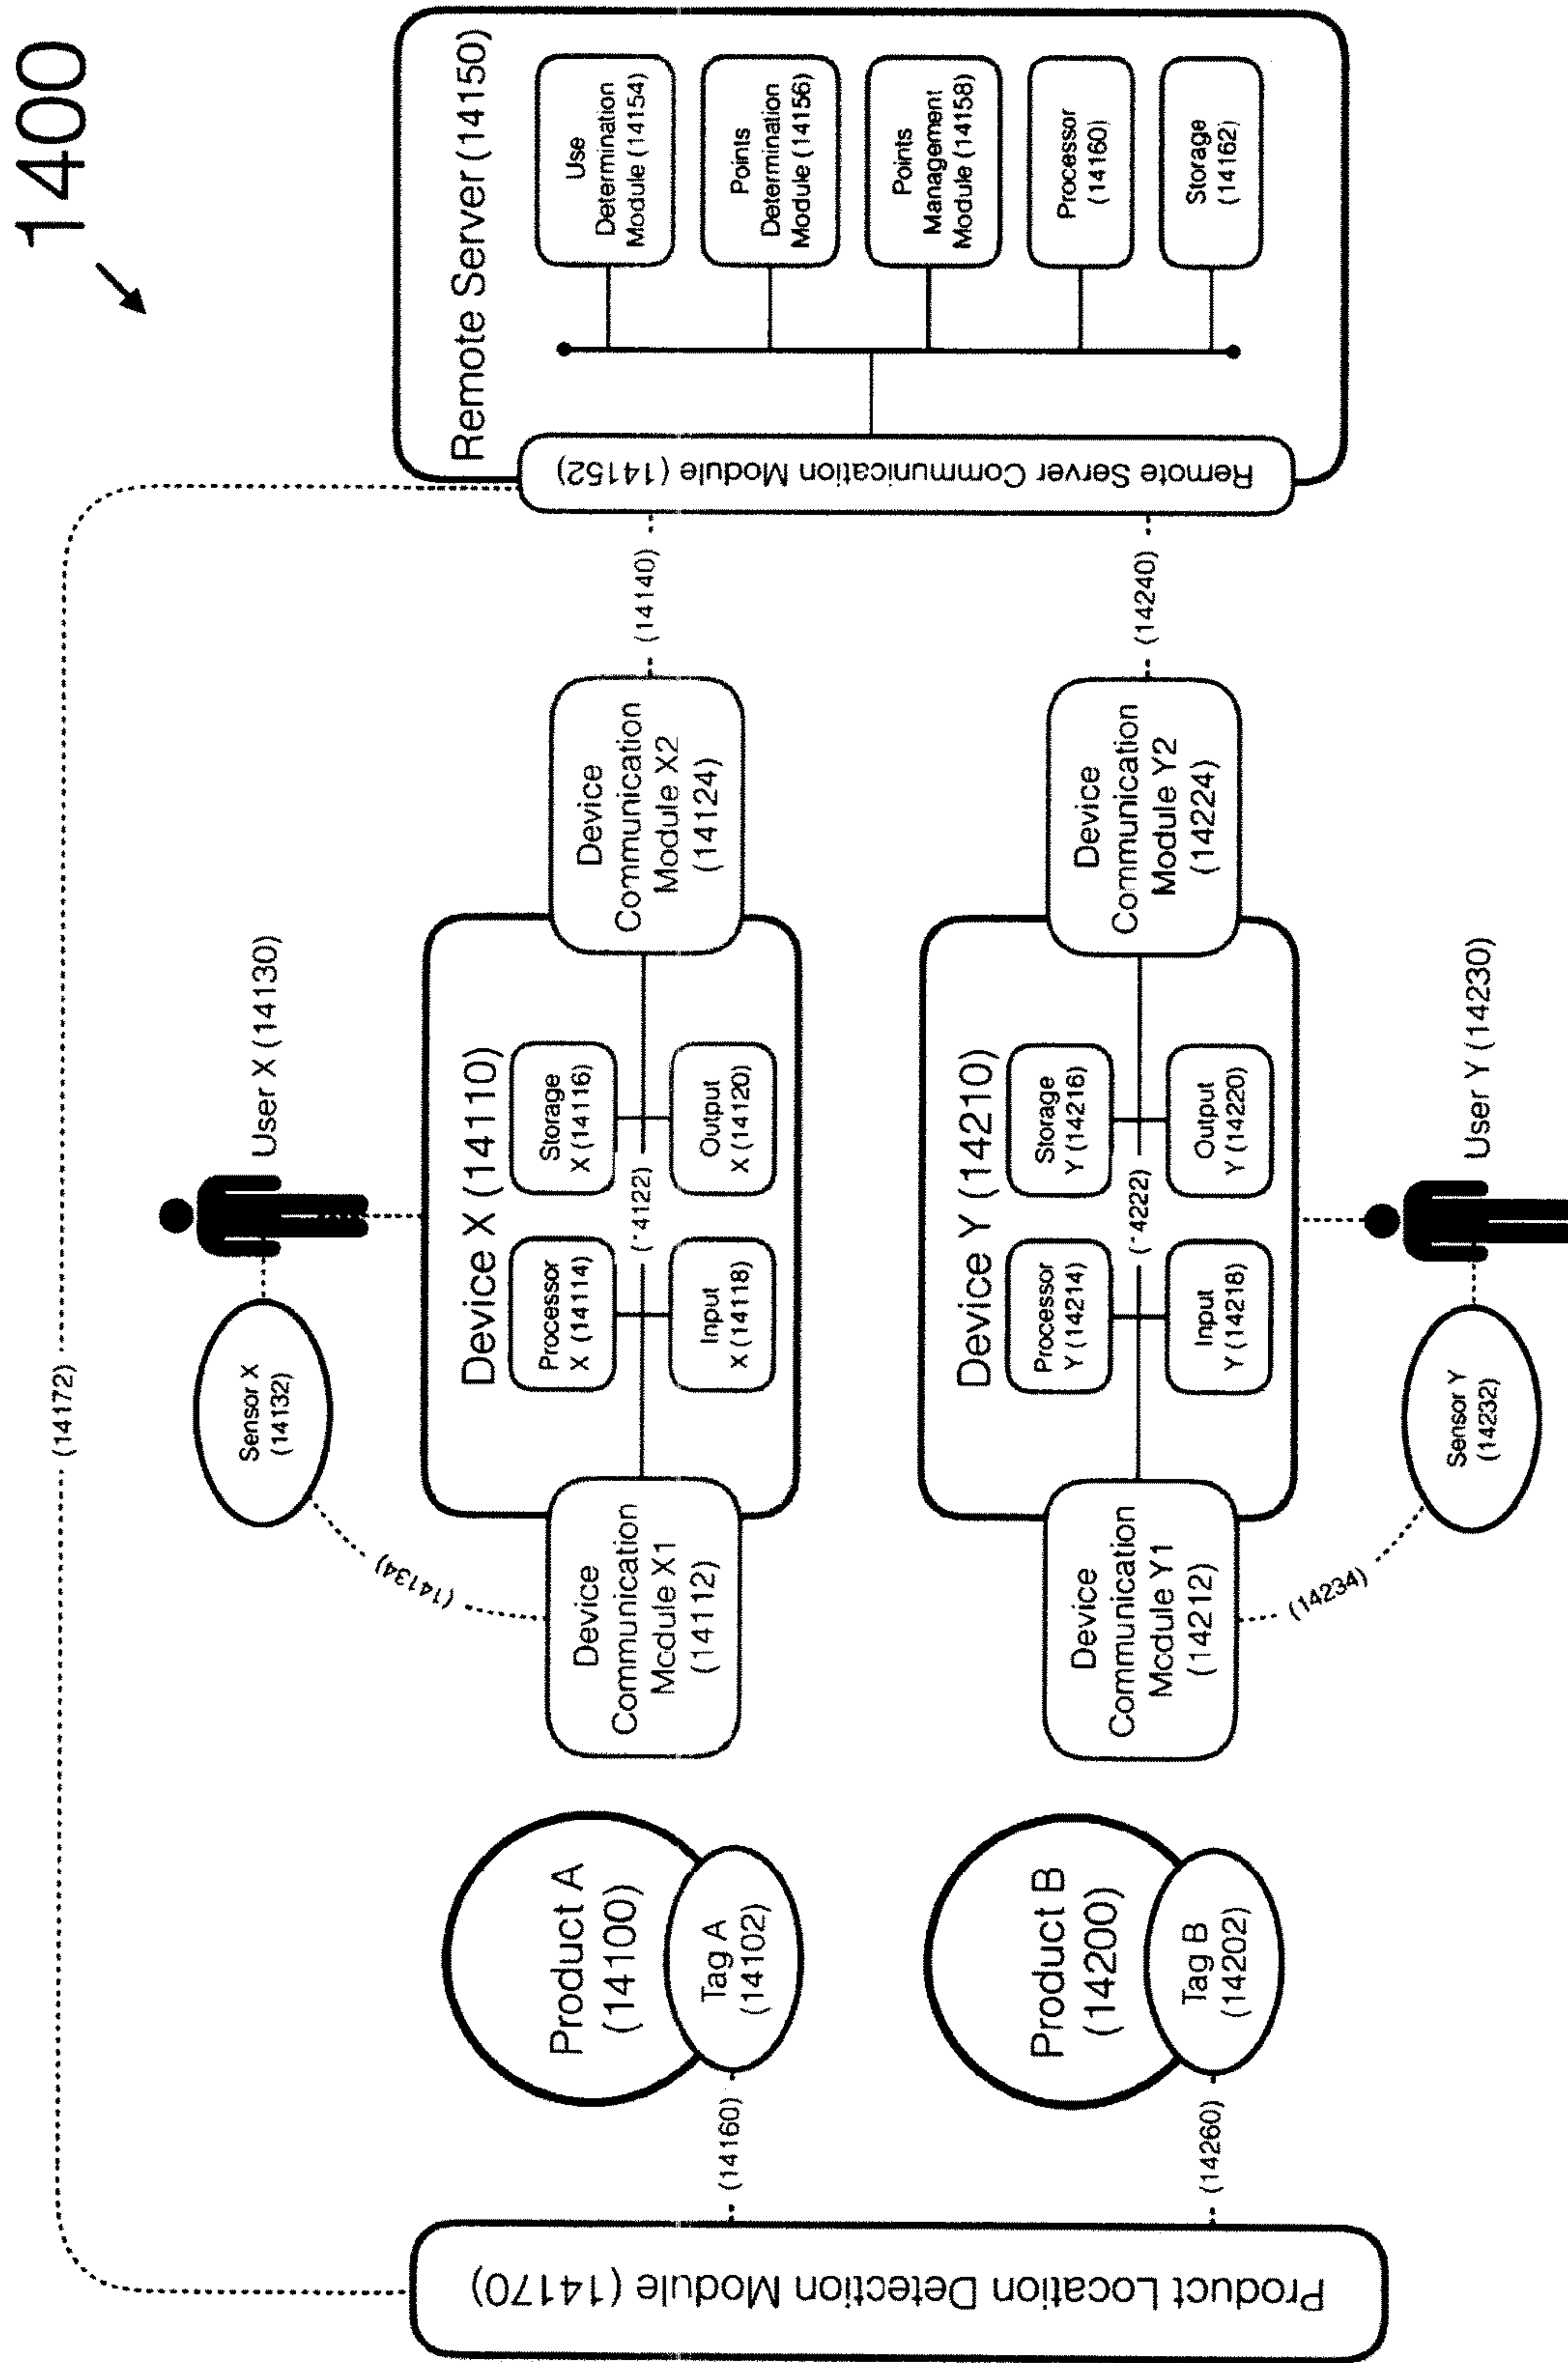 1400
(14172)
User X (14130)
Sensor X
(14132)
(14134)
Product Location Detection Module (14170)
(14160)
Product A
(14100)
Tag A
(14102)
Device
Communication
Module X1
(14112)
Device X (14110)
Processor
X (14114)
Storage
X (14116)
(14122)
Input
X (14118)
Output
X (14120)
Device
Communication
Module X2
(14124)
(14140)
Remote Server (14150)
Remote Server Communication Module (14152)
Use
Determination
Module (14154)
Points
Determination
Module (14156)
Points
Management
Module (14158)
Processor
(14160)
Storage
(14162)
(14260)
Product B
(14200)
Tag B
(14202)
Device
Communication
Module Y1
(14212)
Device Y (14210)
Processor
Y (14214)
Storage
Y (14216)
(14222)
Input
Y (14218)
Output
Y (14220)
Device
Communication
Module Y2
(14224)
(14240)
(14234)
Sensor Y
(14232)
User Y (14230)